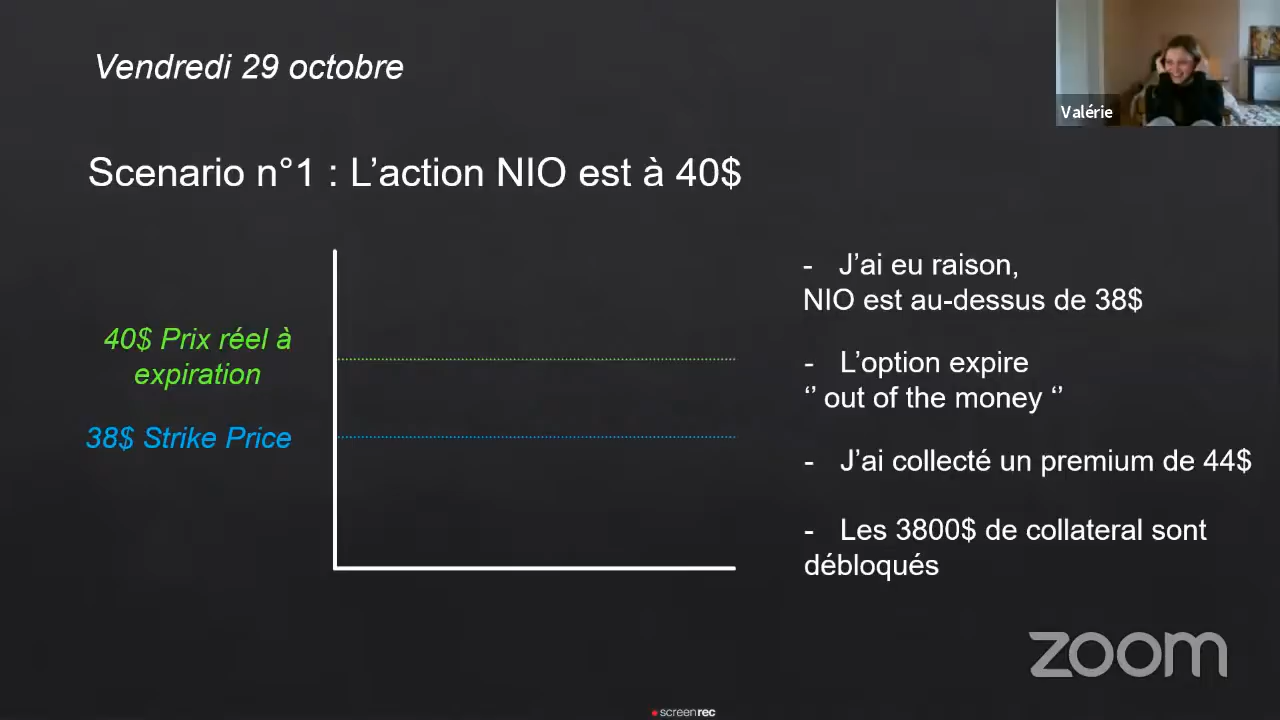 Vendredi 29 octobre
Valérie
Scenario n°1 : L’action NIO est à 40$
40$ Prix réel à
expiration
38$ Strike Price
- J’ai eu raison,
NIO est au-dessus de 38$
- L’option expire
‘’ out of the money ‘’
- J’ai collecté un premium de 44$
- Les 3800$ de collateral sont
débloqués
zoom
screenrec